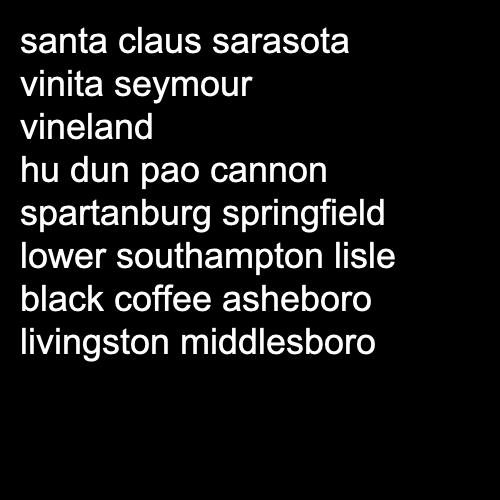 santa claus sarasota
vinita seymour
vineland
hu dun pao cannon
spartanburg springfield
lower southampton lisle
black coffee asheboro
livingston middlesboro